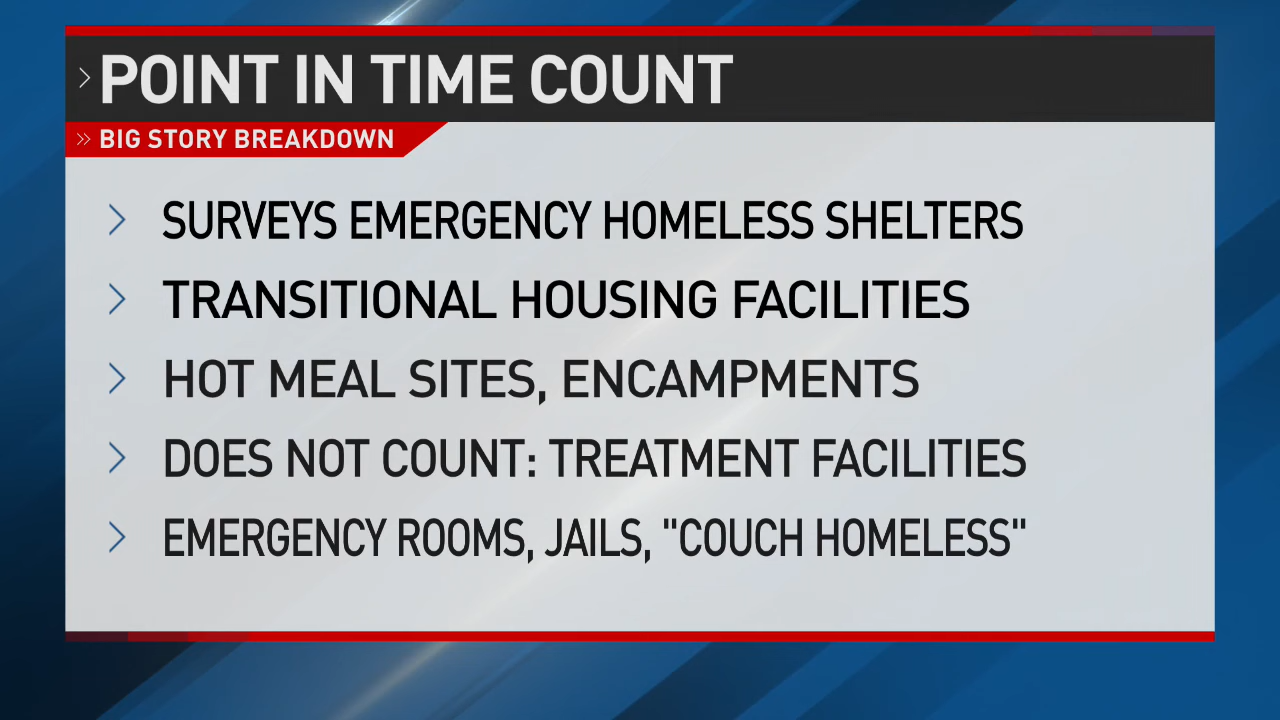 POINT IN TIME COUNT
BIG STORY BREAKDOWN
SURVEYS EMERGENCY HOMELESS SHELTERS
TRANSITIONAL HOUSING FACILITIES
HOT MEAL SITES, ENCAMPMENTS
DOES NOT COUNT: TREATMENT FACILITIES
EMERGENCY ROOMS, JAILS, "COUCH HOMELESS"